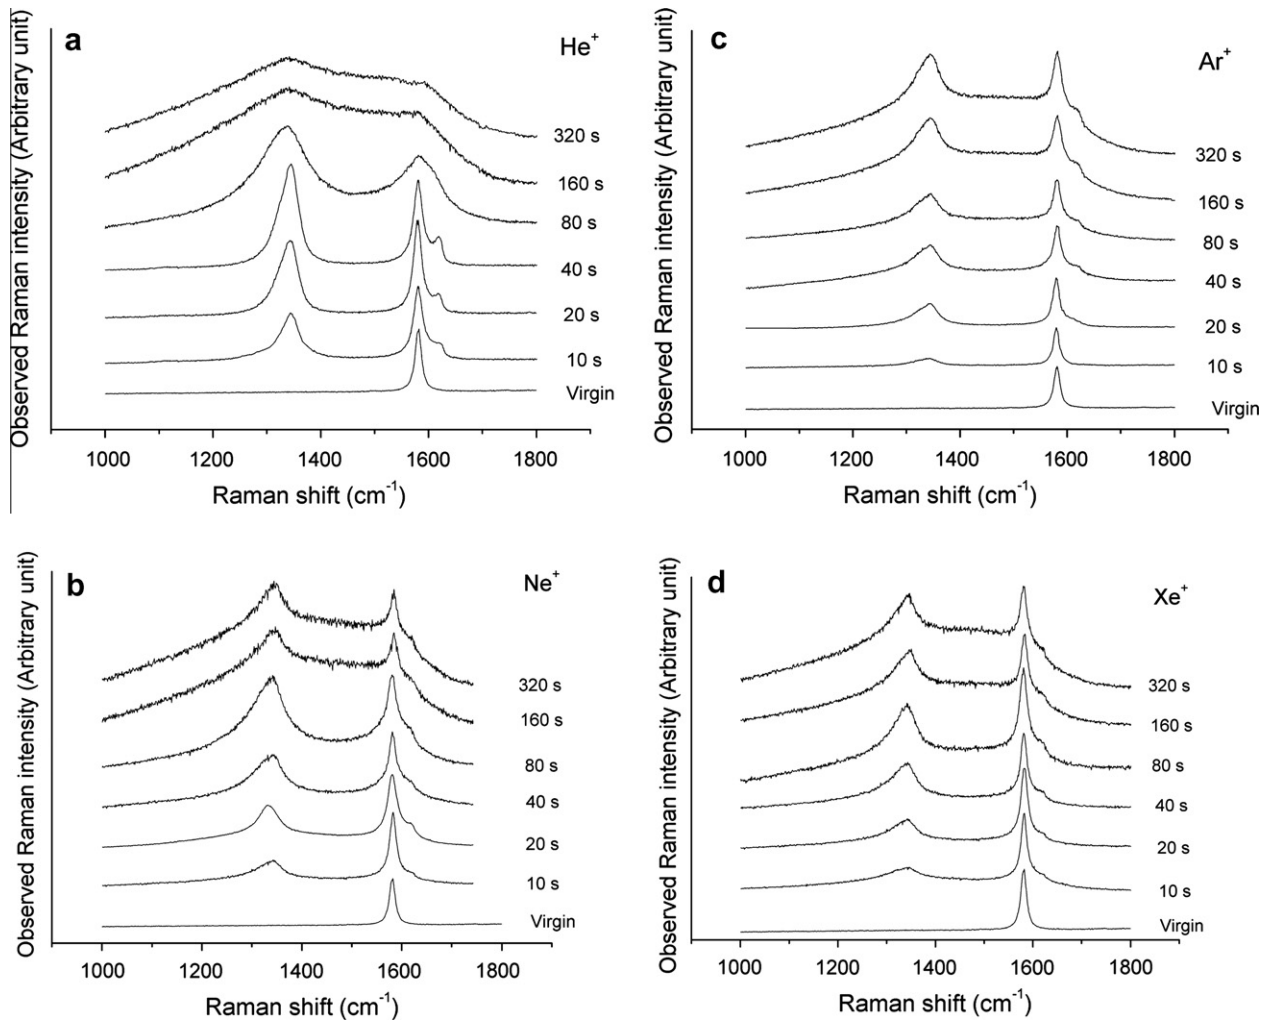 a
He+
Observed Raman intensity (Arbitrary unit)
320 s
160 s
80 s
40 s
20 s
10 s
Virgin
1000 1200 1400 1600 1800
Raman shift (cm-1)
c
Ar+
Observed Raman intensity (Arbitrary unit)
320 s
160 s
80 s
40 s
20 s
10 s
Virgin
1000 1200 1400 1600 1800
Raman shift (cm-1)
b
Ne+
Observed Raman intensity (Arbitrary unit)
320 s
160 s
80 s
40 s
20 s
10 s
Virgin
1000 1200 1400 1600 1800
Raman shift (cm-1)
d
Xe+
Observed Raman intensity (Arbitrary unit)
320 s
160 s
80 s
40 s
20 s
10 s
Virgin
1000 1200 1400 1600 1800
Raman shift (cm-1)